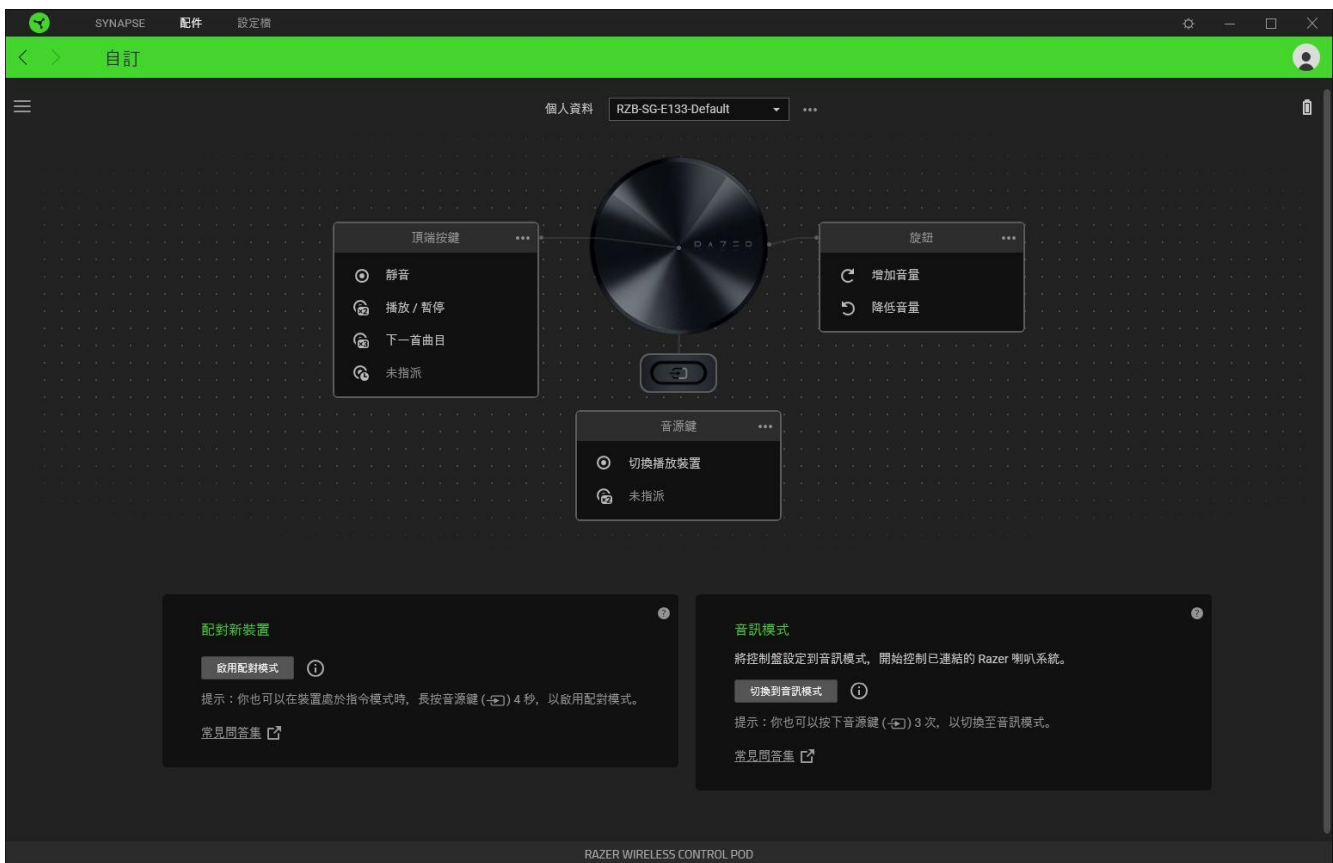 SYNAPSE 配件 設定檔
自訂
個人資料 RZB-SG-E133-Default
RAZER
頂端按鍵
靜音
播放 / 暫停
下一首曲目
未指派
旋鈕
增加音量
降低音量
音源鍵
切換播放裝置
未指派
配對新裝置
啟用配對模式
提示：你也可以在裝置處於指令模式時，長按音源鍵 () 4 秒，以啟用配對模式。
常見問答集
音訊模式
將控制盤設定到音訊模式，開始控制已連結的 Razer 喇叭系統。
切換到音訊模式
提示：你也可以按下音源鍵 () 3 次，以切換至音訊模式。
常見問答集
RAZER WIRELESS CONTROL POD